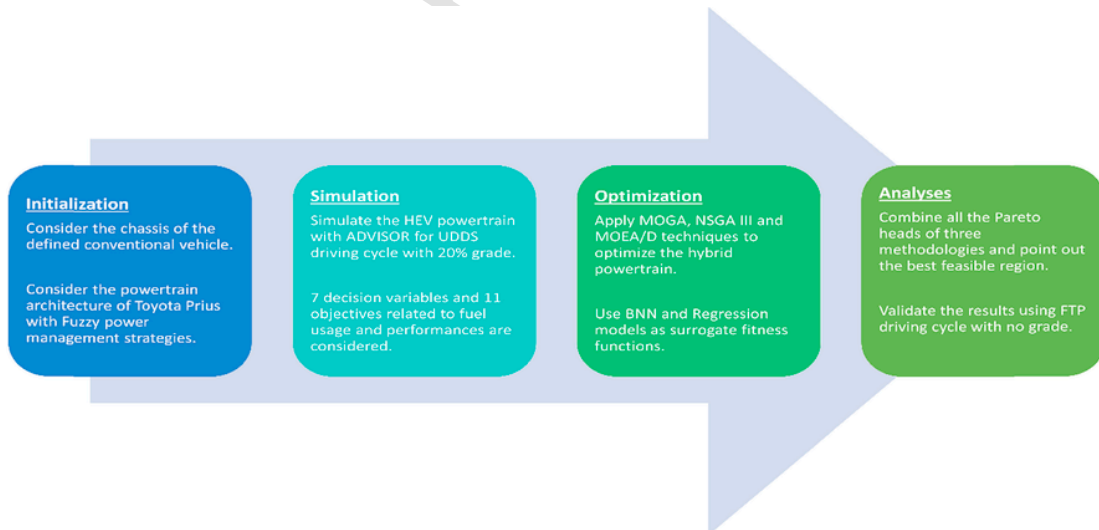 Initialization
Consider the chassis of the
defined conventional vehicle.
Consider the powertrain
architecture of Toyota Prius
with Fuzzy power
management strategies.
Simulation
Simulate the HEV powertrain
with ADVISOR for UDDS
driving cycle with 20% grade.
7 decision variables and 11
objectives related to fuel
usage and performances are
considered.
Optimization
Apply MOGA, NSGA III and
MOEA/D techniques to
optimize the hybrid
powertrain.
Use BNN and Regression
models as surrogate fitness
functions.
Analyses
Combine all the Pareto
heads of three
methodologies and point out
the best feasible region.
Validate the results using FTP
driving cycle with no grade.